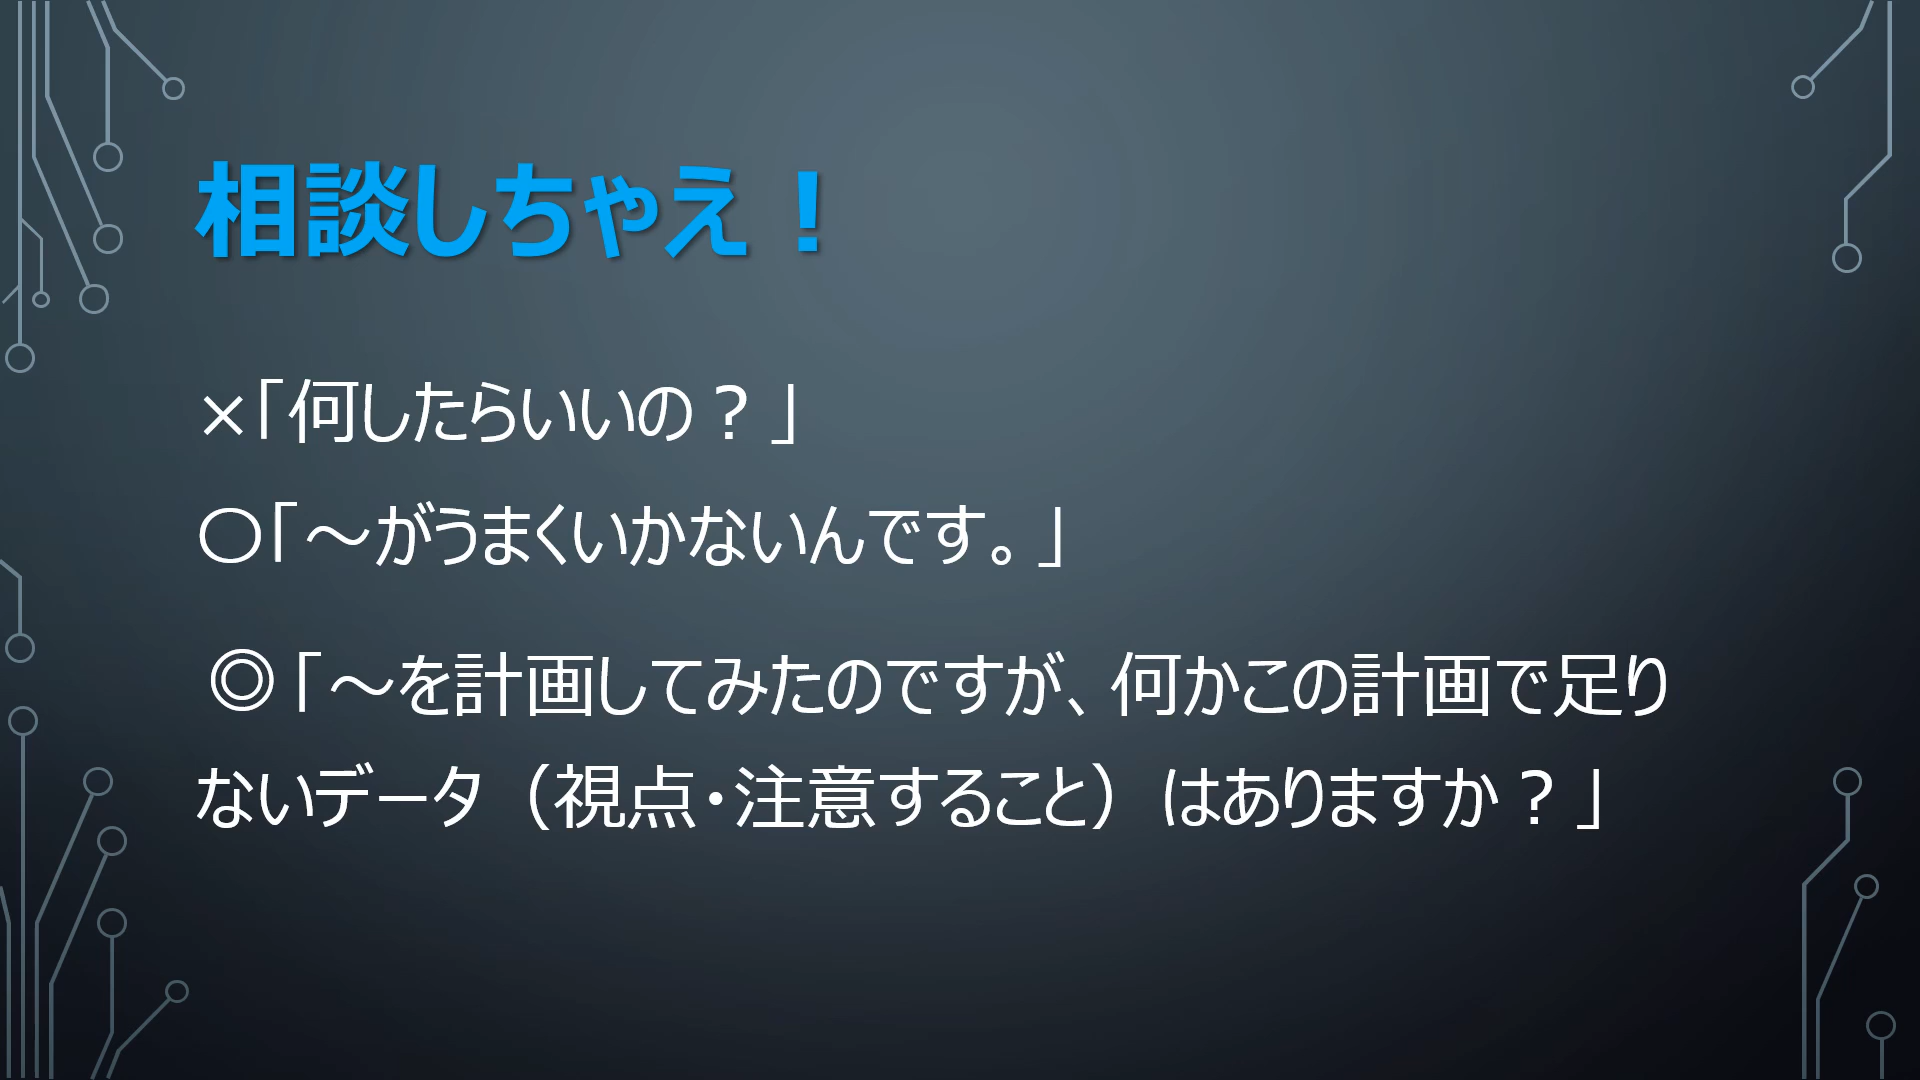 相談しちゃえ！
×「何したらいいの？」
〇「～がうまくいかないんです。」
◎「～を計画してみたのですが、何かこの計画で足り
ないデータ（視点・注意すること）はありますか？」